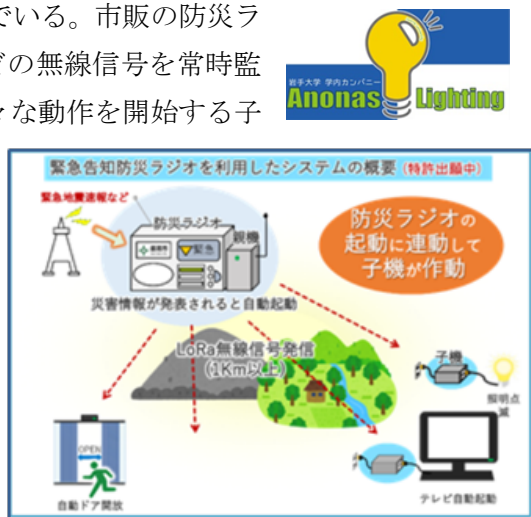 でいる。市販の防災ラ
どの無線信号を常時監
々な動作を開始する子
岩手大学 学内カンパニー
Anonas Lighting
緊急告知防災ラジオを利用したシステムの概要(特許出願中)
緊急地震速報など
防災ラジオ
親機
緊急
防災ラジオの
起動に連動して
子機が作動
災害情報が発表されると自動起動
LoRa無線信号発信
(1Km以上)
子機
照明点
滅
OPEN
自動ドア開放
テレビ自動起動